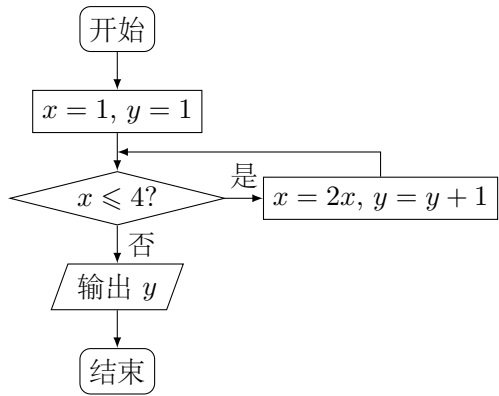 开始
x = 1, y = 1
x ⩽ 4?
是
x = 2x, y = y + 1
否
输出 y
结束